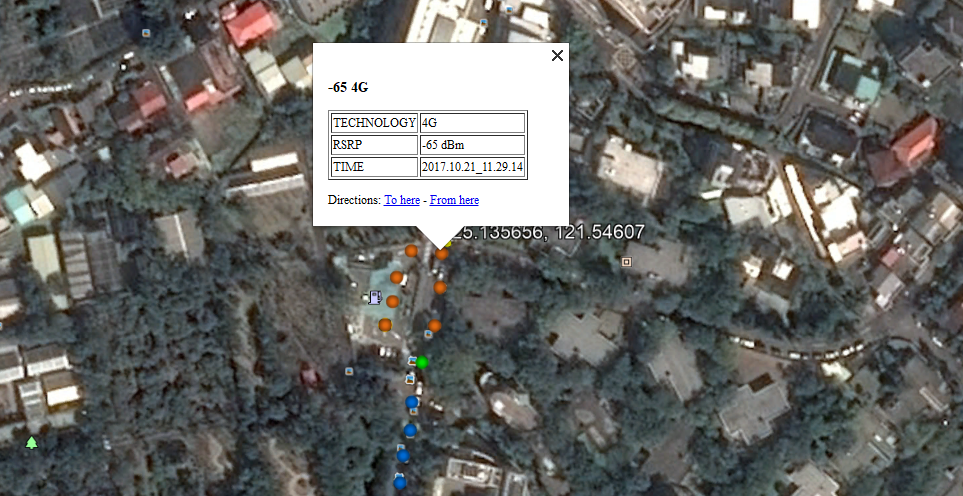 -65 4G
TECHNOLOGY 4G
RSRP -65 dBm
TIME 2017.10.21_11.29.14
Directions: To here - From here
25.135656, 121.54607